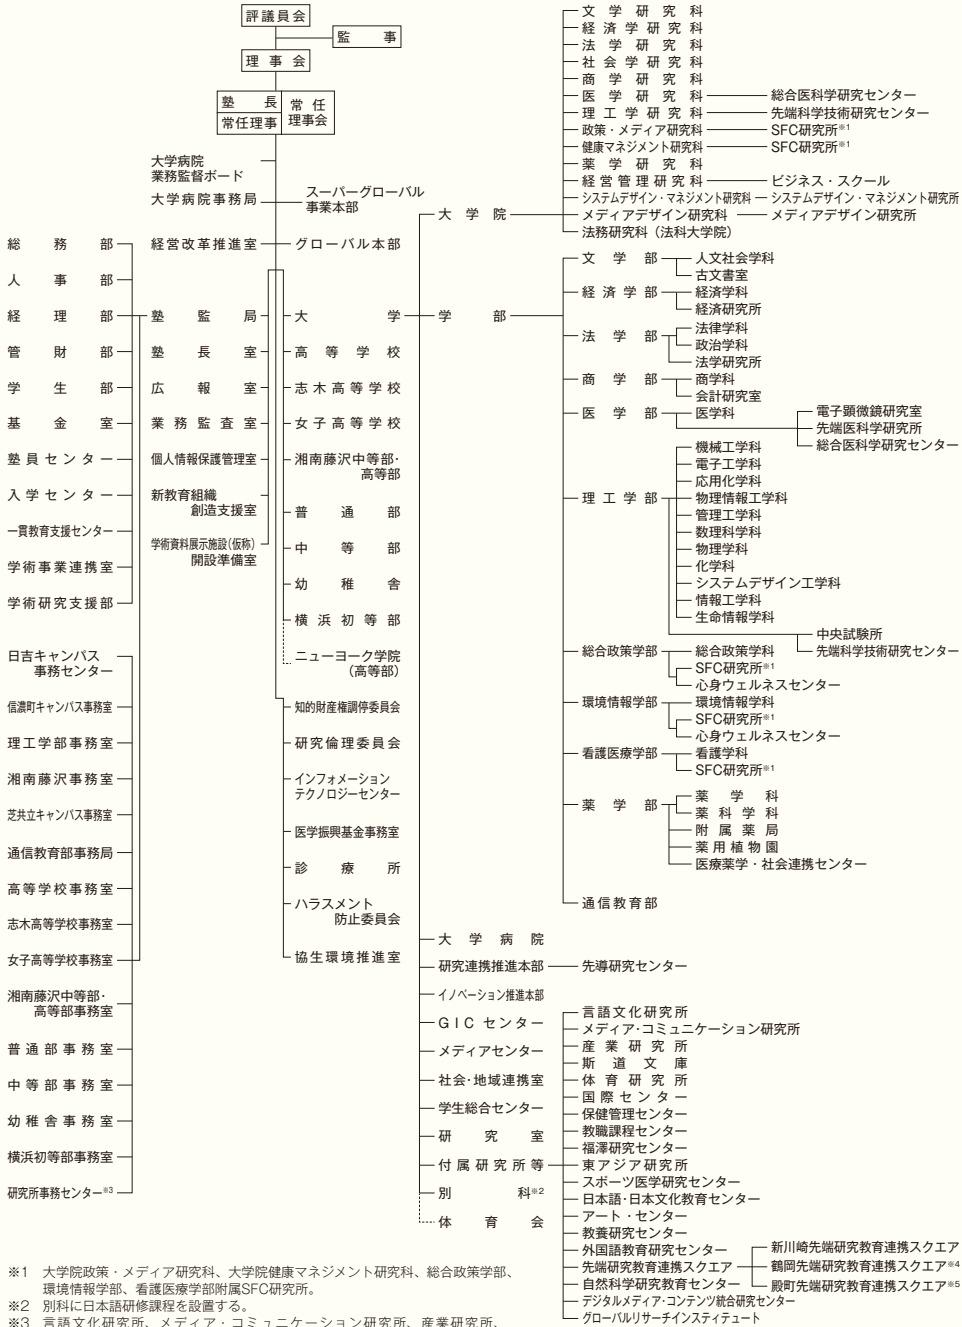 評議員会
監事
理事会
塾長
常任理事
常任
理事会
大学病院
業務監督ボード
大学病院事務局
スーパーグローバル
事業本部
経営改革推進室
グローバル本部
総務部
人事部
経理部
管財部
学生部
基金室
塾員センター
入学センター
一貫教育支援センター
学術事業連携室
学術研究支援部
日吉キャンパス
事務センター
信濃町キャンパス事務室
理工学部事務室
湘南藤沢事務室
芝共立キャンパス事務室
通信教育部事務局
高等学校事務室
志木高等学校事務室
女子高等学校事務室
湘南藤沢中等部・
高等部事務室
普通部事務室
中等部事務室
幼稚舎事務室
横浜初等部事務室
研究所事務センター※3
塾監局
塾長室
広報室
業務監査室
個人情報保護管理室
新教育組織
創造支援室
学術資料展示施設(仮称)
開設準備室
大学
高等学校
志木高等学校
女子高等学校
湘南藤沢中等部・
高等部
普通部
中等部
幼稚舎
横浜初等部
ニューヨーク学院
(高等部)
知的財産権調停委員会
研究倫理委員会
インフォメーション
テクノロジーセンター
医学振興基金事務室
診療所
ハラスメント
防止委員会
協生環境推進室
大学院
文学研究科
経済学研究科
法学研究科
社会学研究科
商学研究科
医学研究科 総合医科学研究センター
理工学研究科 先端科学技術研究センター
政策・メディア研究科 SFC研究所※1
健康マネジメント研究科 SFC研究所※1
薬学研究科
経営管理研究科 ビジネス・スクール
システムデザイン・マネジメント研究科 システムデザイン・マネジメント研究所
メディアデザイン研究科 メディアデザイン研究所
法務研究科(法科大学院)
学部
文学部 人文社会学科
古文書室
経済学部 経済学科
経済研究所
法学部 法律学科
政治学科
法学研究所
商学部 商学科
会計研究室
医学部 医学科
電子顕微鏡研究室
先端医科学研究所
総合医科学研究センター
理工学部
機械工学科
電子工学科
応用化学科
物理情報工学科
管理工学科
数理科学科
物理学科
化学科
システムデザイン工学科
情報工学科
生命情報学科
中央試験所
先端科学技術研究センター
総合政策学部 総合政策学科
SFC研究所※1
心身ウェルネスセンター
環境情報学部 環境情報学科
SFC研究所※1
心身ウェルネスセンター
看護医療学部 看護学科
SFC研究所※1
薬学部 薬学科
薬科学科
附属薬局
薬用植物園
医療薬学・社会連携センター
通信教育部
大学病院
研究連携推進本部 先導研究センター
イノベーション推進本部
GICセンター
メディアセンター
社会・地域連携室
学生総合センター
研究室
付属研究所等
別科※2
体育会
言語文化研究所
メディア・コミュニケーション研究所
産業研究所
斯道文庫
体育研究所
国際センター
保健管理センター
教職課程センター
福澤研究センター
東アジア研究所
スポーツ医学研究センター
日本語・日本文化教育センター
アート・センター
教養研究センター
外国語教育研究センター
先端研究教育連携スクエア
新川崎先端研究教育連携スクエア
鶴岡先端研究教育連携スクエア※4
殿町先端研究教育連携スクエア※5
自然科学研究教育センター
デジタルメディア・コンテンツ統合研究センター
グローバルリサーチインスティテュート
※1 大学院政策・メディア研究科、大学院健康マネジメント研究科、総合政策学部、
環境情報学部、看護医療学部附属SFC研究所。
※2 別科に日本語研修課程を設置する。
※3 言語文化研究所、メディア・コミュニケーション研究所、産業研究所、